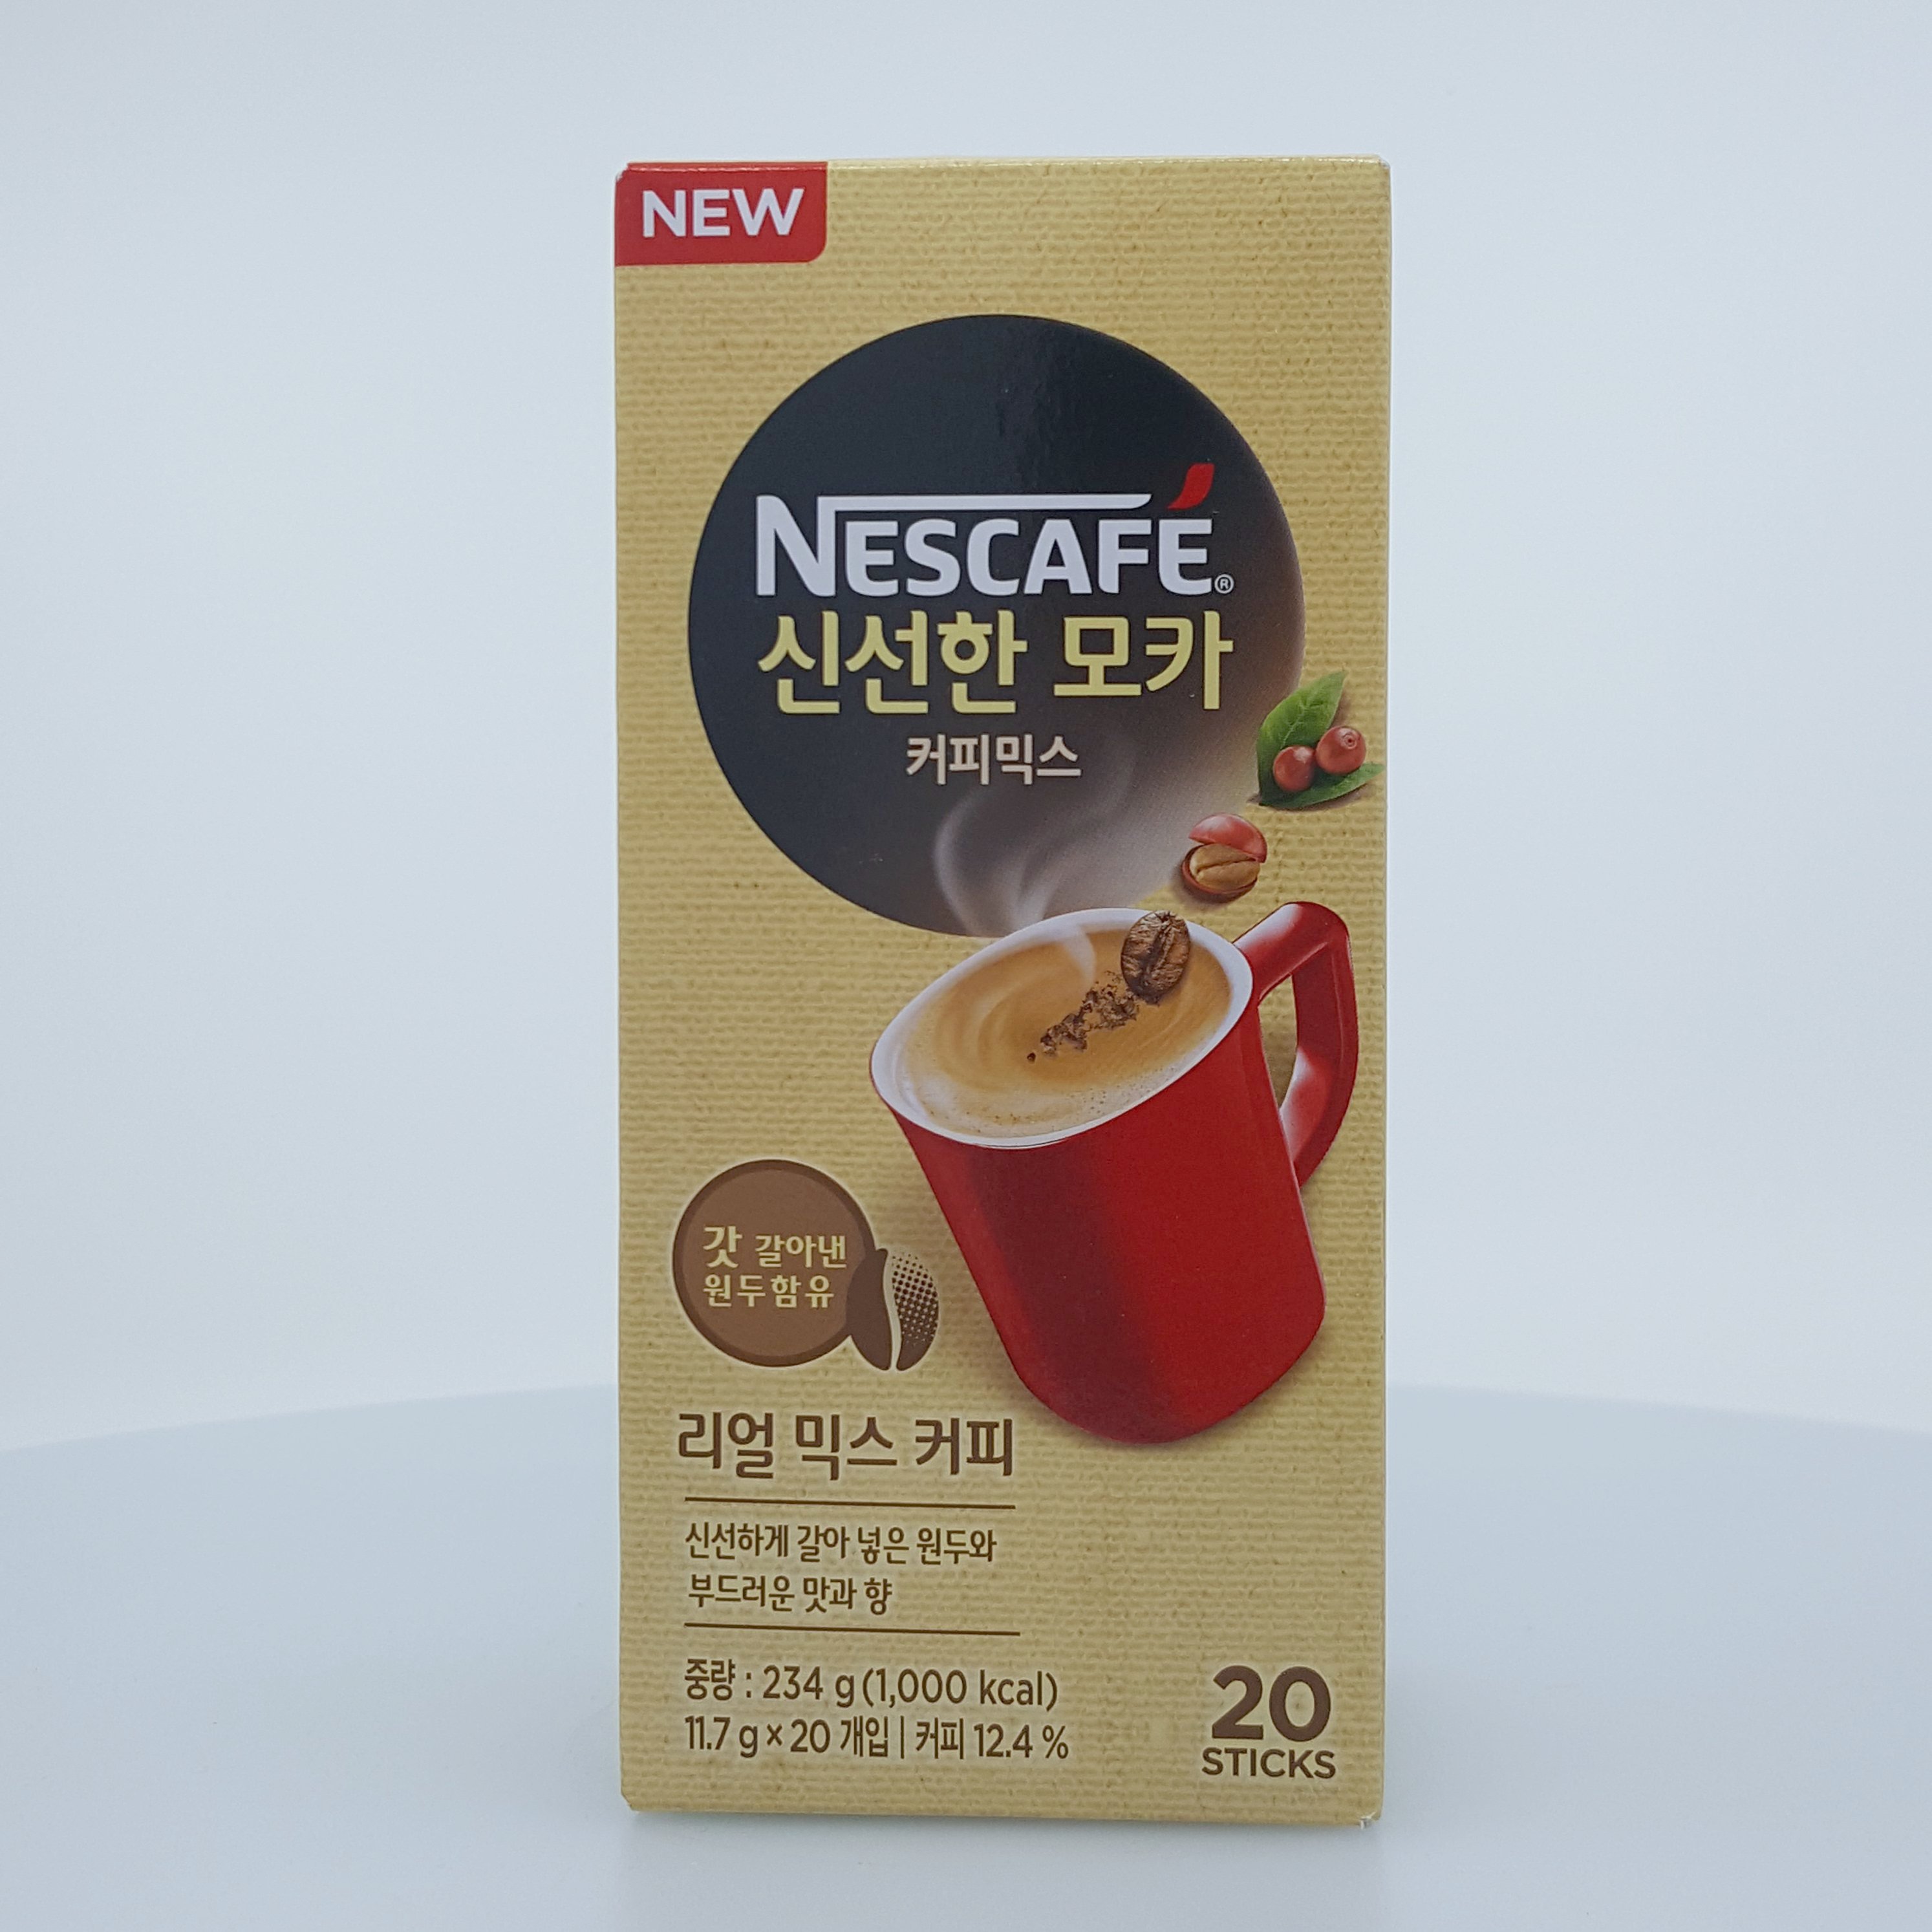 NEW
NESCAFÉ®
신선한 모카
커피믹스
갓 갈아낸
원두함유
리얼 믹스 커피
신선하게 갈아 넣은 원두와
부드러운 맛과 향
중량 : 234 g (1,000 kcal)
11.7 g × 20 개입 | 커피 12.4 %
20
STICKS